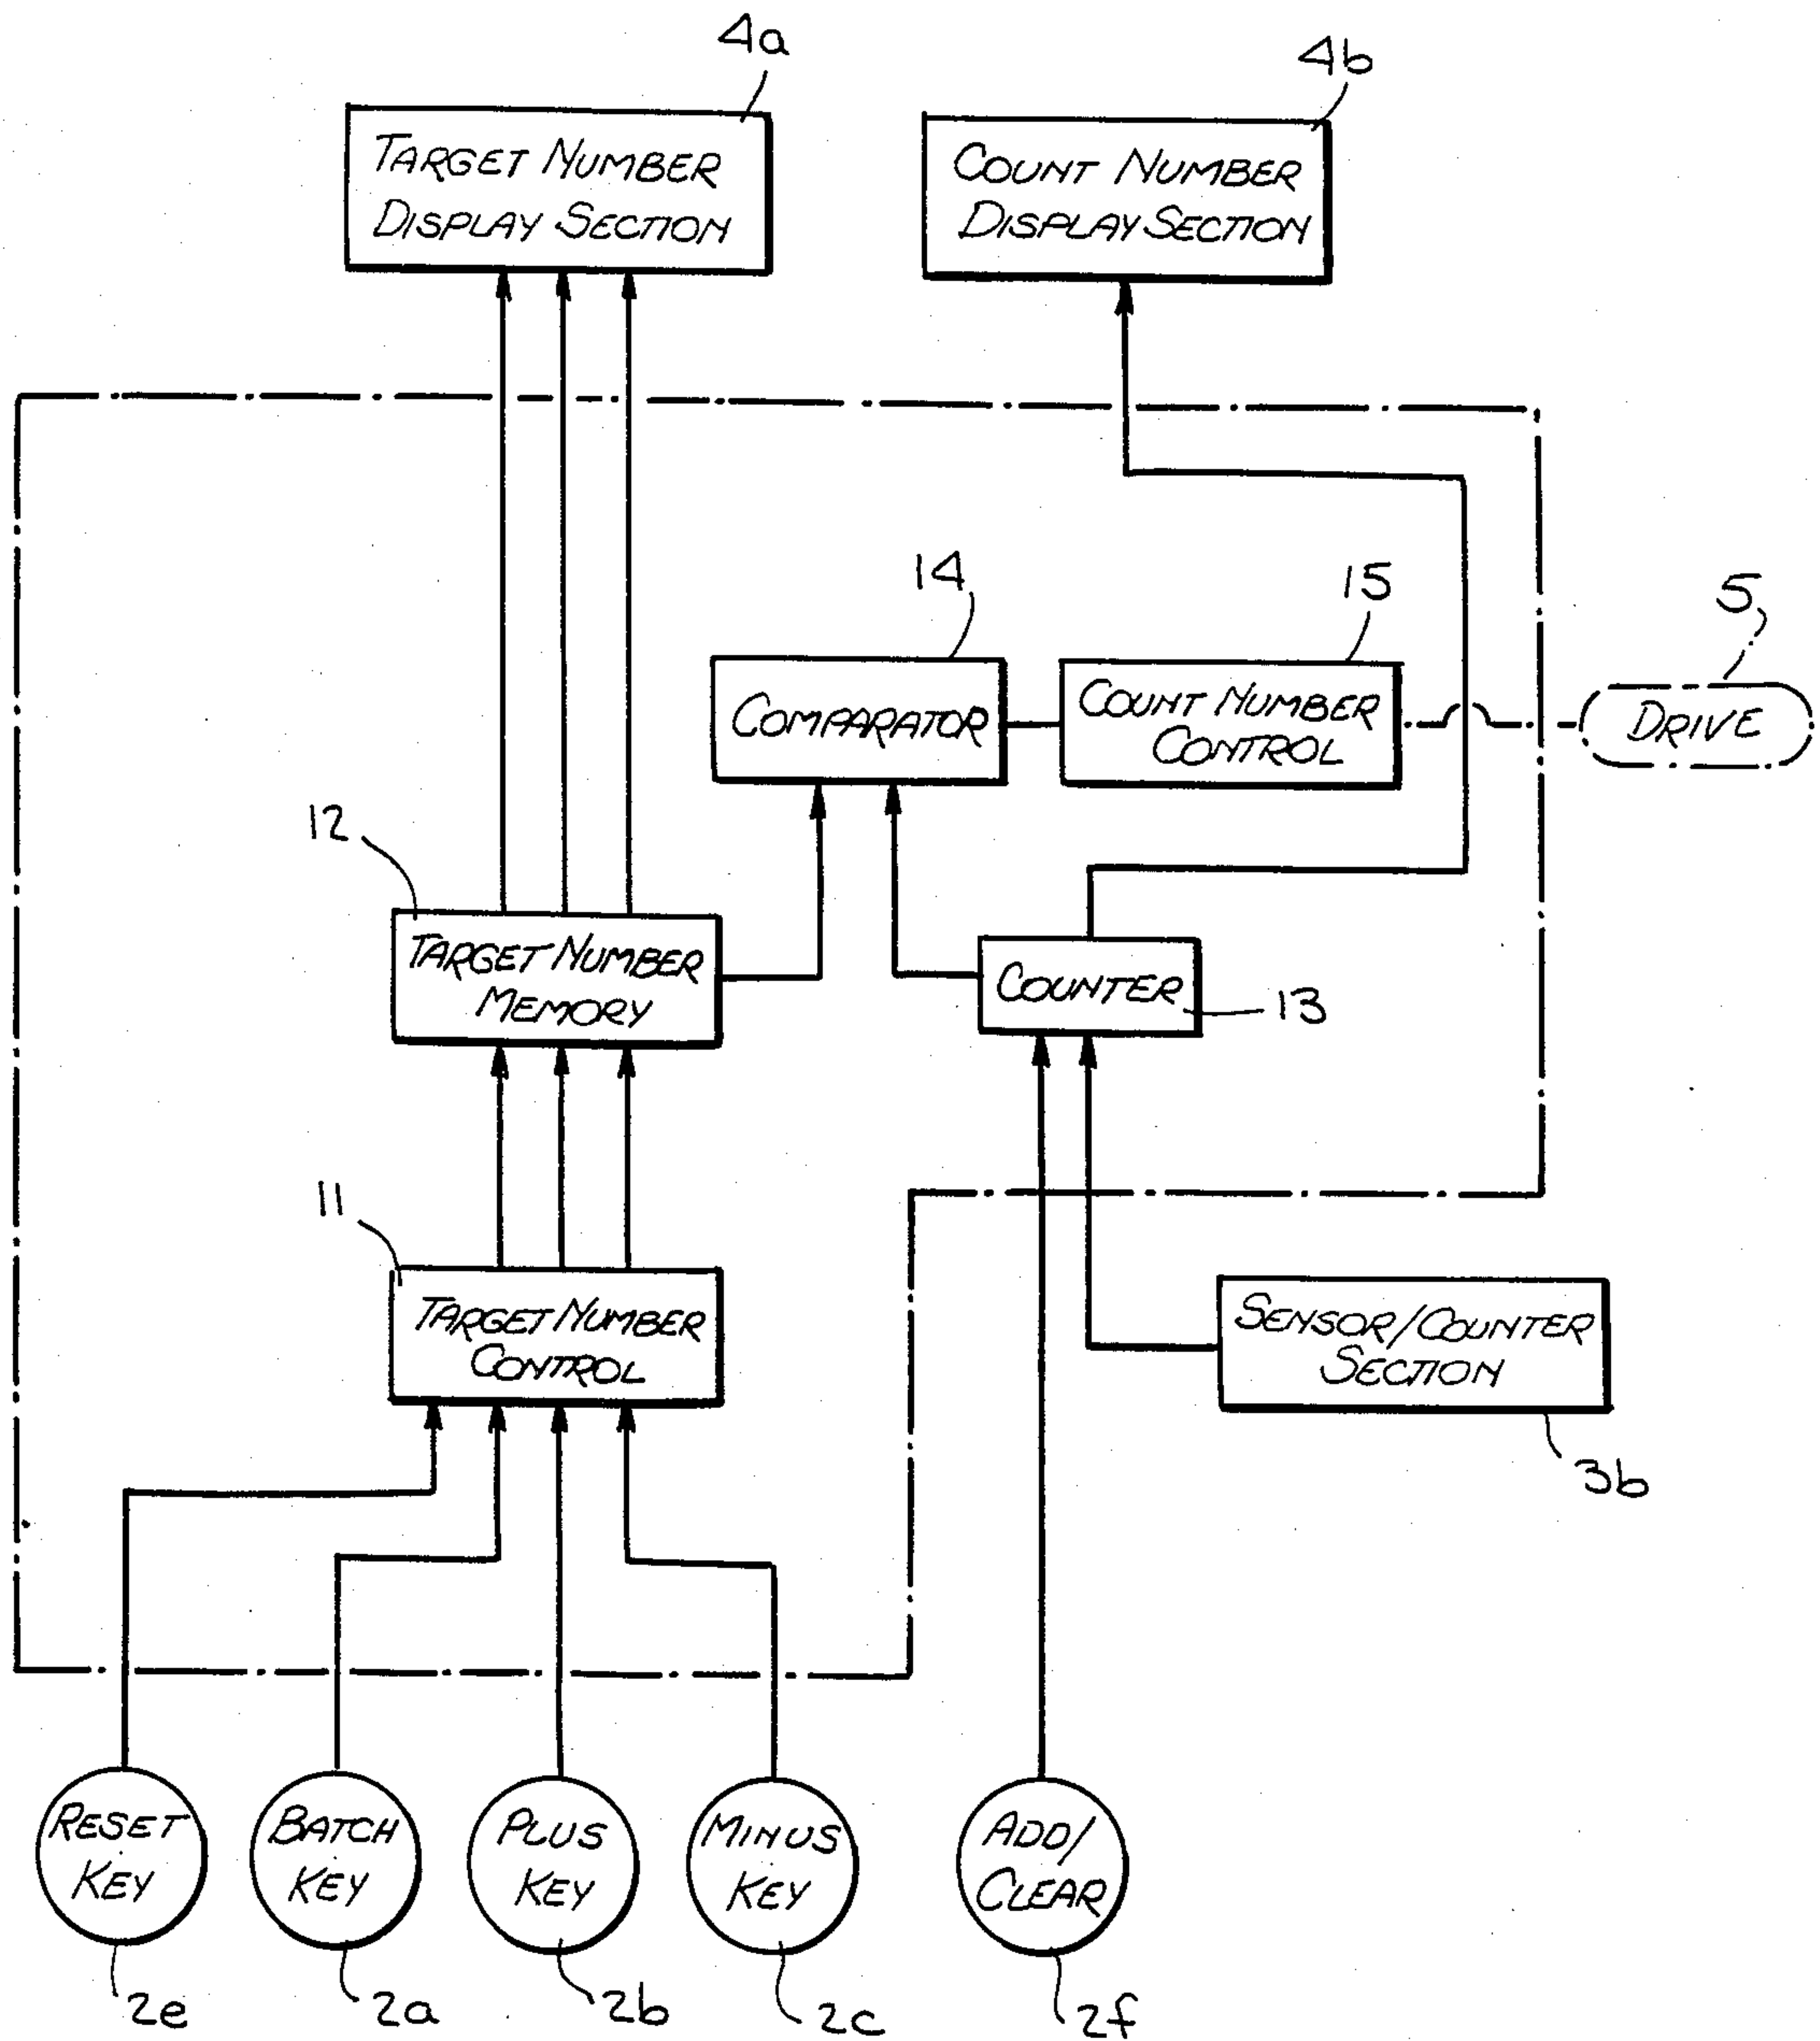 4a
4b
TARGET NUMBER
DISPLAY SECTION
COUNT NUMBER
DISPLAY SECTION
14
15
5
COMPARATOR
COUNT NUMBER
CONTROL
DRIVE
12
TARGET NUMBER
MEMORY
COUNTER
13
11
TARGET NUMBER
CONTROL
SENSOR/COUNTER
SECTION
3b
RESET
KEY
BATCH
KEY
PLUS
KEY
MINUS
KEY
ADD/
CLEAR
2e
2a
2b
2c
2f